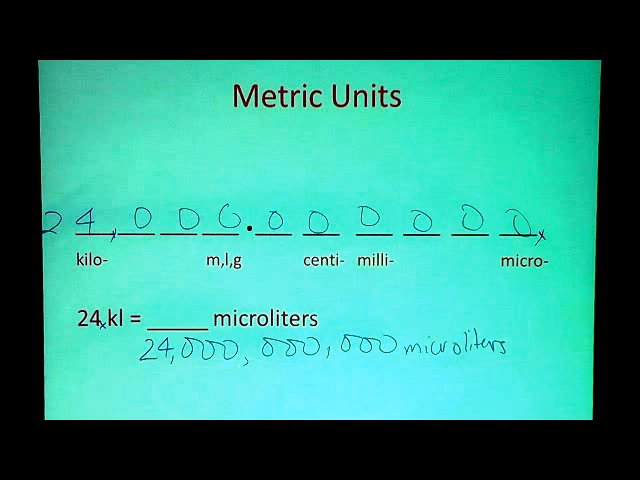 Metric Units
24,000.000000x
kilo- m,l,g centi- milli- micro-
24xkl = _____ microliters
24,000,000,000 microliters